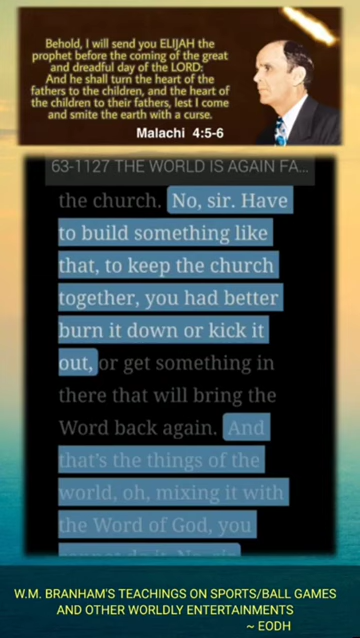 Behold, I will send you ELIJAH the
prophet before the coming of the great
and dreadful day of the LORD:
And he shall turn the heart of the
fathers to the children, and the heart of
the children to their fathers, lest I come
and smite the earth with a curse.
Malachi 4:5-6
63-1127 THE WORLD IS AGAIN FA...
the church. No, sir. Have
to build something like
that, to keep the church
together, you had better
burn it down or kick it
out, or get something in
there that will bring the
Word back again. And
that's the things of the
world, oh, mixing it with
the Word of God, you
W.M. BRANHAM'S TEACHINGS ON SPORTS/BALL GAMES
AND OTHER WORLDLY ENTERTAINMENTS
~ EODH